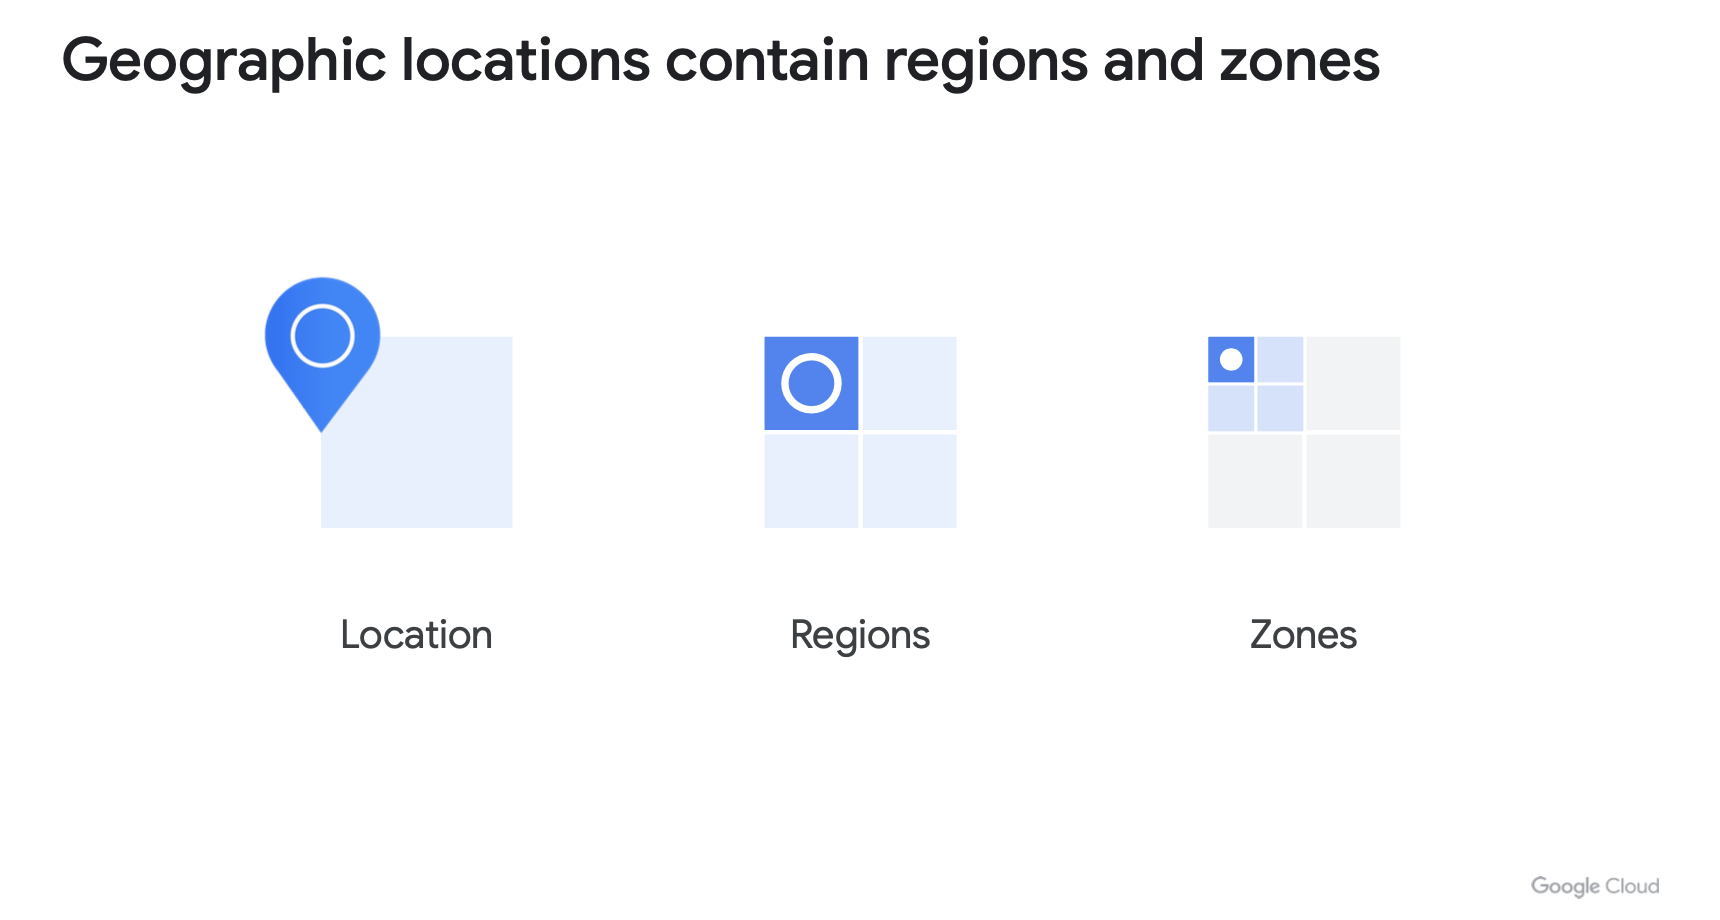 Geographic locations contain regions and zones
Location
Regions
Zones
Google Cloud